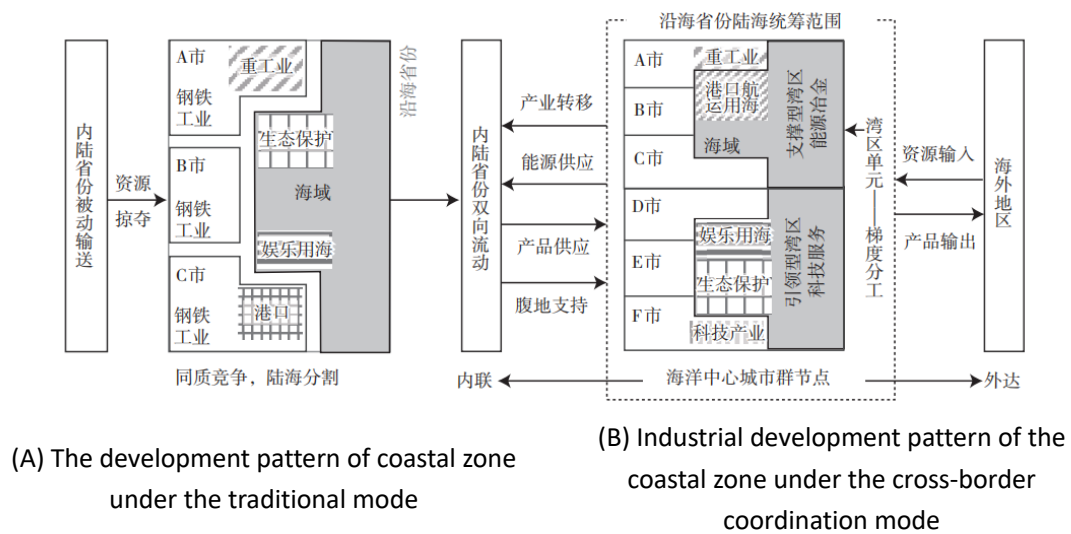 内陆省份被动输送
资源
掠夺
A市
重工业
钢铁
工业
B市
钢铁
工业
C市
钢铁
工业
港口
生态保护
海域
娱乐用海
沿海省份
同质竞争，陆海分割
内陆省份双向流动
产业转移
能源供应
产品供应
腹地支持
沿海省份陆海统筹范围
A市
重工业
B市
港口航
运用海
C市
海域
支撑型湾区
能源冶金
D市
娱乐用海
E市
生态保护
F市
科技产业
引领型湾区
科技服务
湾区单元——梯度分工
资源输入
产品输出
海外地区
内联
海洋中心城市群节点
外达
(A) The development pattern of coastal zone
under the traditional mode
(B) Industrial development pattern of the
coastal zone under the cross-border
coordination mode